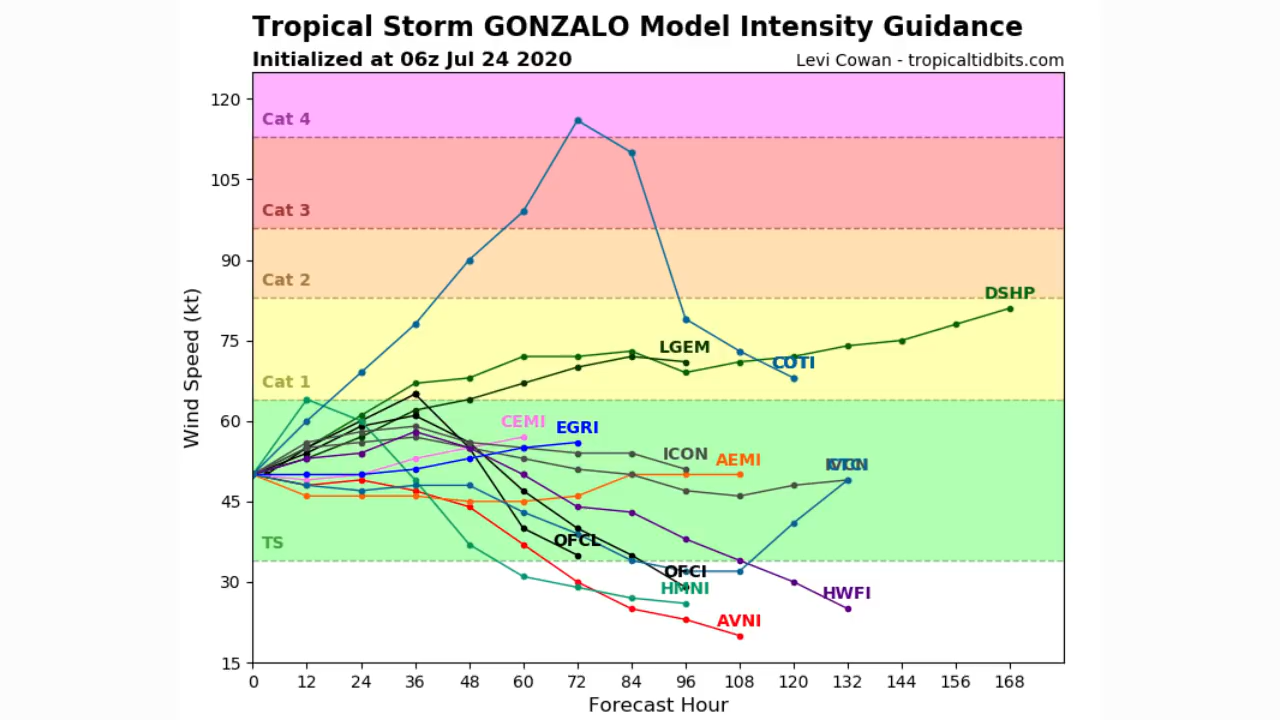 Tropical Storm GONZALO Model Intensity Guidance
Initialized at 06z Jul 24 2020
Levi Cowan - tropicaltidbits.com
Wind Speed (kt)
120
105
90
75
60
45
30
15
Cat 4
Cat 3
Cat 2
Cat 1
TS
DSHP
LGEM
COTI
CEMI
EGRI
ICON
AEMI
OFCL
OFCI
HMNI
HWFI
AVNI
0 12 24 36 48 60 72 84 96 108 120 132 144 156 168
Forecast Hour